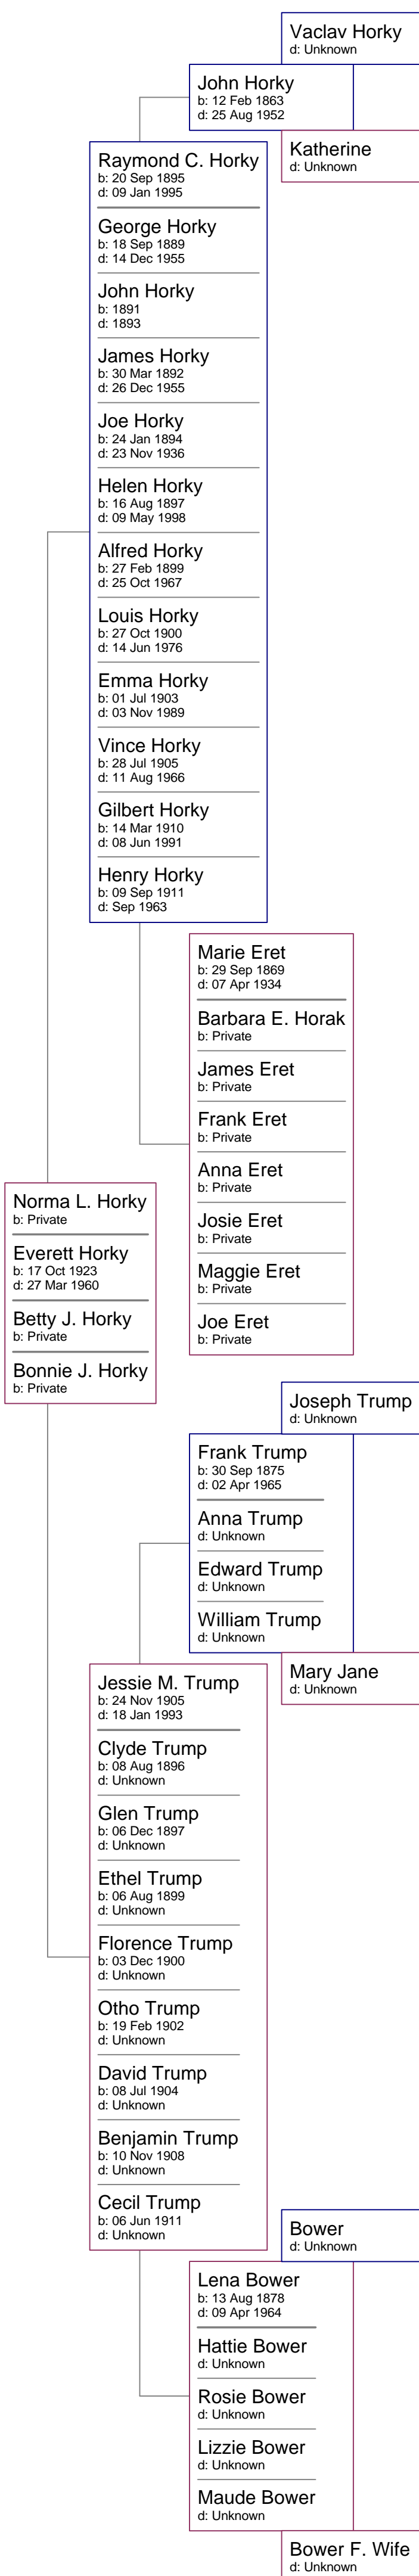 Vaclav Horky
d: Unknown
John Horky
b: 12 Feb 1863
d: 25 Aug 1952
Katherine
d: Unknown
Raymond C. Horky
b: 20 Sep 1895
d: 09 Jan 1995
George Horky
b: 18 Sep 1889
d: 14 Dec 1955
John Horky
b: 1891
d: 1893
James Horky
b: 30 Mar 1892
d: 26 Dec 1955
Joe Horky
b: 24 Jan 1894
d: 23 Nov 1936
Helen Horky
b: 16 Aug 1897
d: 09 May 1998
Alfred Horky
b: 27 Feb 1899
d: 25 Oct 1967
Louis Horky
b: 27 Oct 1900
d: 14 Jun 1976
Emma Horky
b: 01 Jul 1903
d: 03 Nov 1989
Vince Horky
b: 28 Jul 1905
d: 11 Aug 1966
Gilbert Horky
b: 14 Mar 1910
d: 08 Jun 1991
Henry Horky
b: 09 Sep 1911
d: Sep 1963
Marie Eret
b: 29 Sep 1869
d: 07 Apr 1934
Barbara E. Horak
b: Private
James Eret
b: Private
Frank Eret
b: Private
Anna Eret
b: Private
Josie Eret
b: Private
Maggie Eret
b: Private
Joe Eret
b: Private
Norma L. Horky
b: Private
Everett Horky
b: 17 Oct 1923
d: 27 Mar 1960
Betty J. Horky
b: Private
Bonnie J. Horky
b: Private
Joseph Trump
d: Unknown
Frank Trump
b: 30 Sep 1875
d: 02 Apr 1965
Anna Trump
d: Unknown
Edward Trump
d: Unknown
William Trump
d: Unknown
Mary Jane
d: Unknown
Jessie M. Trump
b: 24 Nov 1905
d: 18 Jan 1993
Clyde Trump
b: 08 Aug 1896
d: Unknown
Glen Trump
b: 06 Dec 1897
d: Unknown
Ethel Trump
b: 06 Aug 1899
d: Unknown
Florence Trump
b: 03 Dec 1900
d: Unknown
Otho Trump
b: 19 Feb 1902
d: Unknown
David Trump
b: 08 Jul 1904
d: Unknown
Benjamin Trump
b: 10 Nov 1908
d: Unknown
Cecil Trump
b: 06 Jun 1911
d: Unknown
Bower
d: Unknown
Lena Bower
b: 13 Aug 1878
d: 09 Apr 1964
Hattie Bower
d: Unknown
Rosie Bower
d: Unknown
Lizzie Bower
d: Unknown
Maude Bower
d: Unknown
Bower F. Wife
d: Unknown